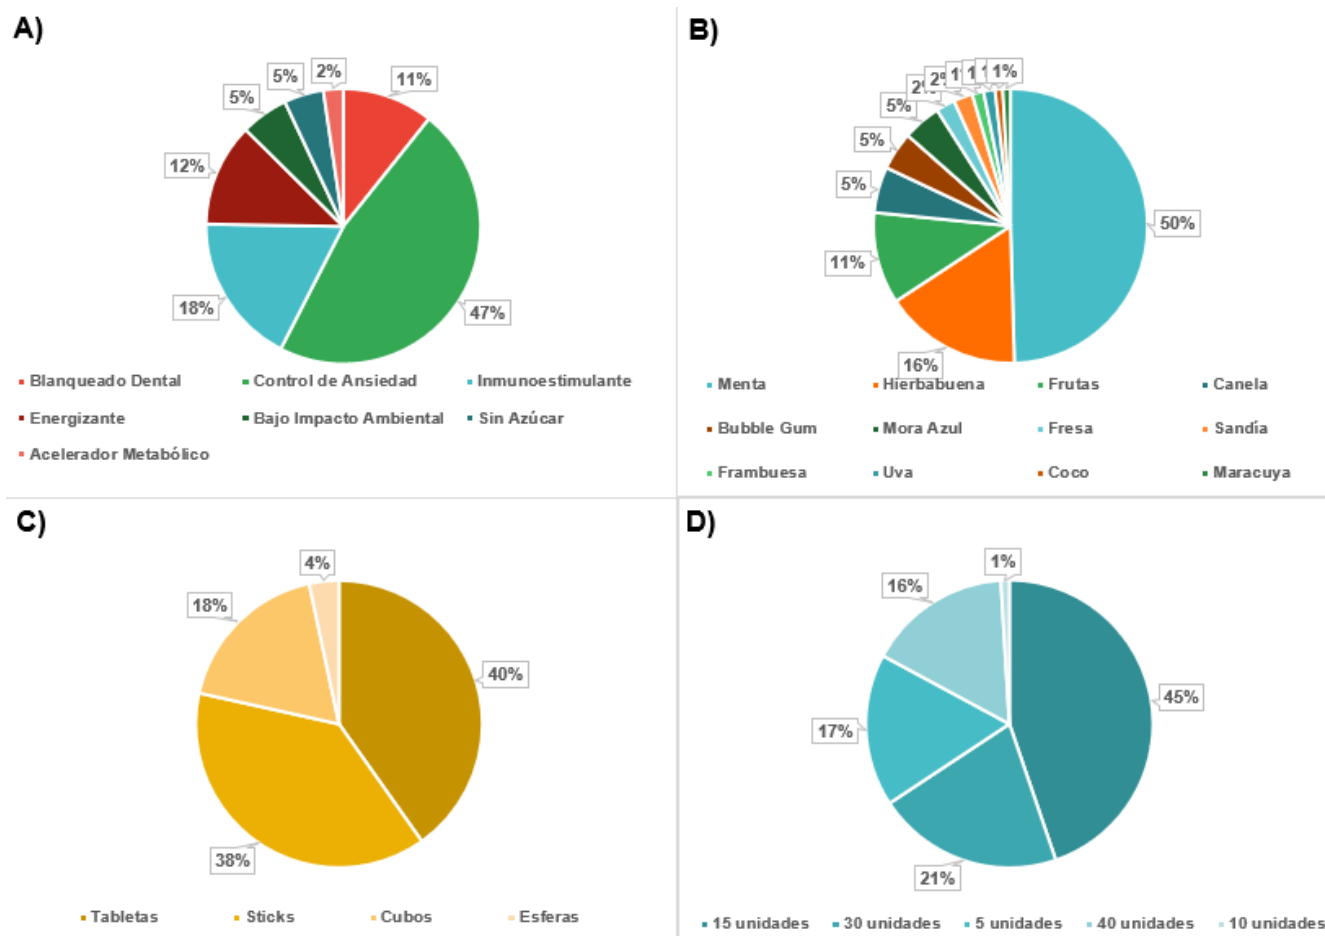 A)
2%
5%
11%
5%
12%
18%
47%
Blanqueado Dental Control de Ansiedad Inmunoestimulante
Energizante Bajo Impacto Ambiental Sin Azúcar
Acelerador Metabólico
B)
1%
2%
5%
5%
5%
11%
50%
16%
Menta Hierbabuena Frutas Canela
Bubble Gum Mora Azul Fresa Sandía
Frambuesa Uva Coco Maracuya
C)
4%
18%
40%
38%
Tabletas Sticks Cubos Esferas
D)
1%
16%
45%
17%
21%
15 unidades 30 unidades 5 unidades 40 unidades 10 unidades